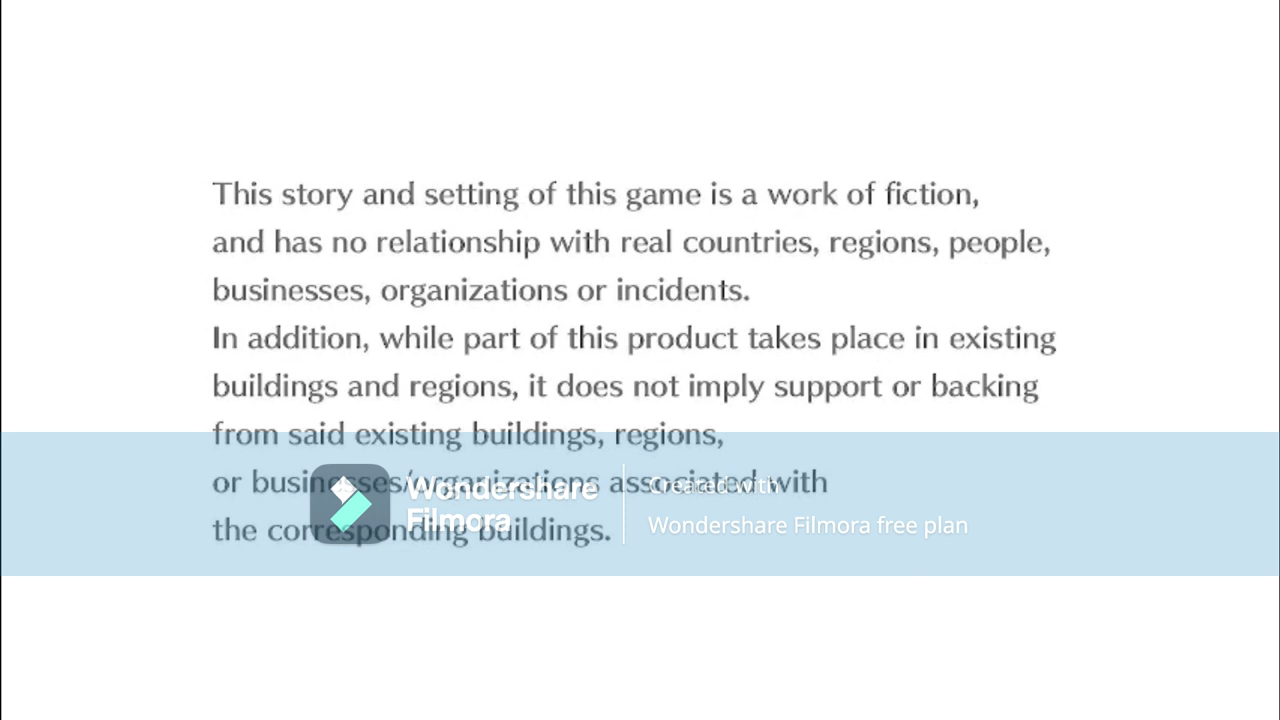 This story and setting of this game is a work of fiction,
and has no relationship with real countries, regions, people,
businesses, organizations or incidents.
In addition, while part of this product takes place in existing
buildings and regions, it does not imply support or backing
from said existing buildings, regions,
or businesses/organizations associated with
the corresponding buildings.
Wondershare
Filmora
Created with
Wondershare Filmora free plan